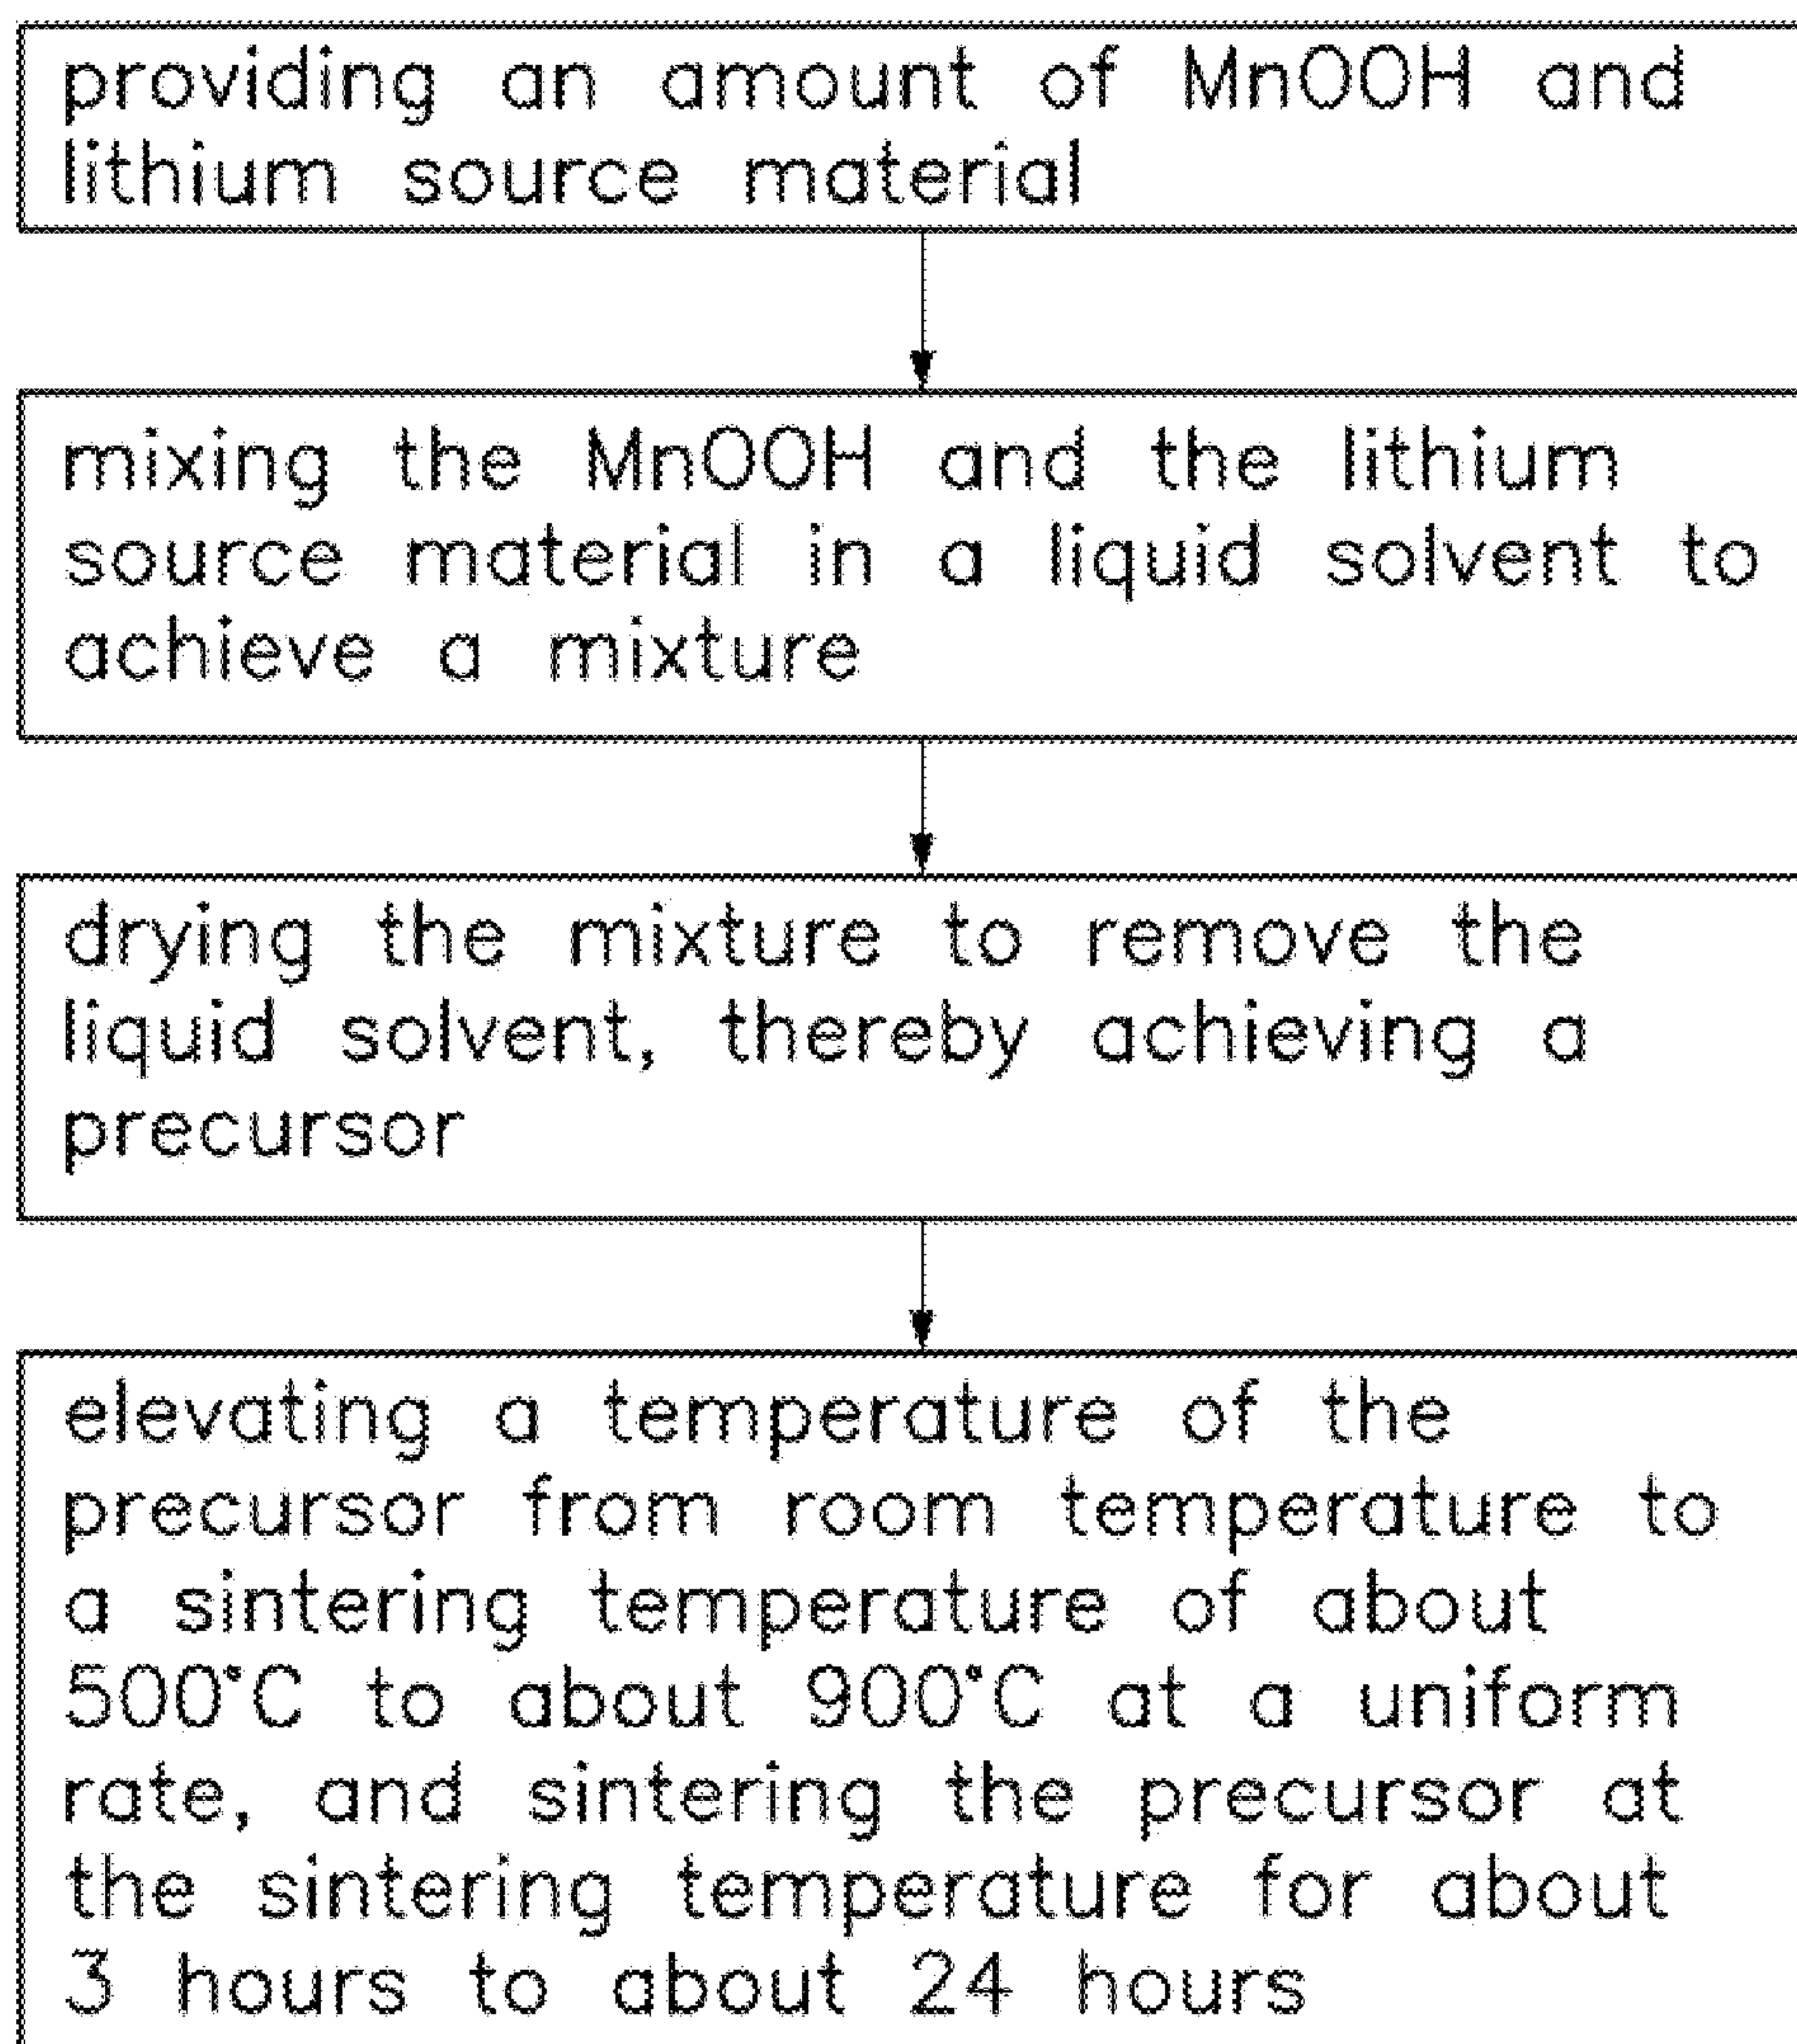 providing an amount of MnOOH and
lithium source material
mixing the MnOOH and the lithium
source material in a liquid solvent to
achieve a mixture
drying the mixture to remove the
liquid solvent, thereby achieving a
precursor
elevating a temperature of the
precursor from room temperature to
a sintering temperature of about
500°C to about 900°C at a uniform
rate, and sintering the precursor at
the sintering temperature for about
3 hours to about 24 hours